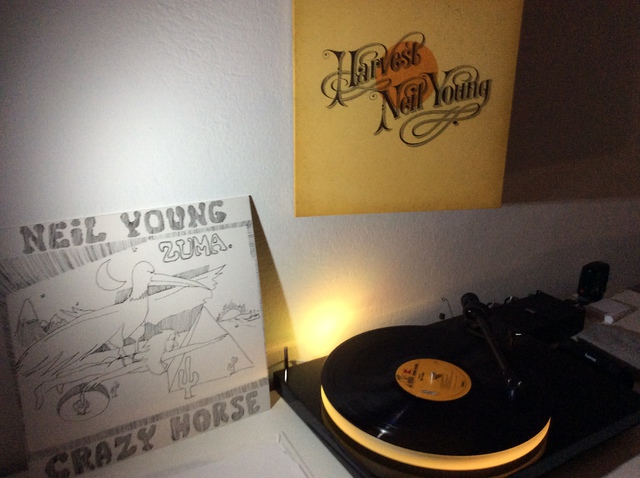 Harvest
Neil Young
NEIL YOUNG
ZUMA.
CRAZY HORSE